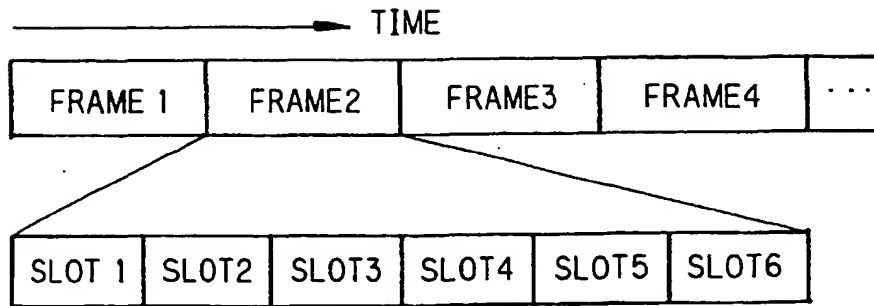 TIME
FRAME 1 FRAME2 FRAME3 FRAME4 ...
SLOT 1 SLOT2 SLOT3 SLOT4 SLOT5 SLOT6